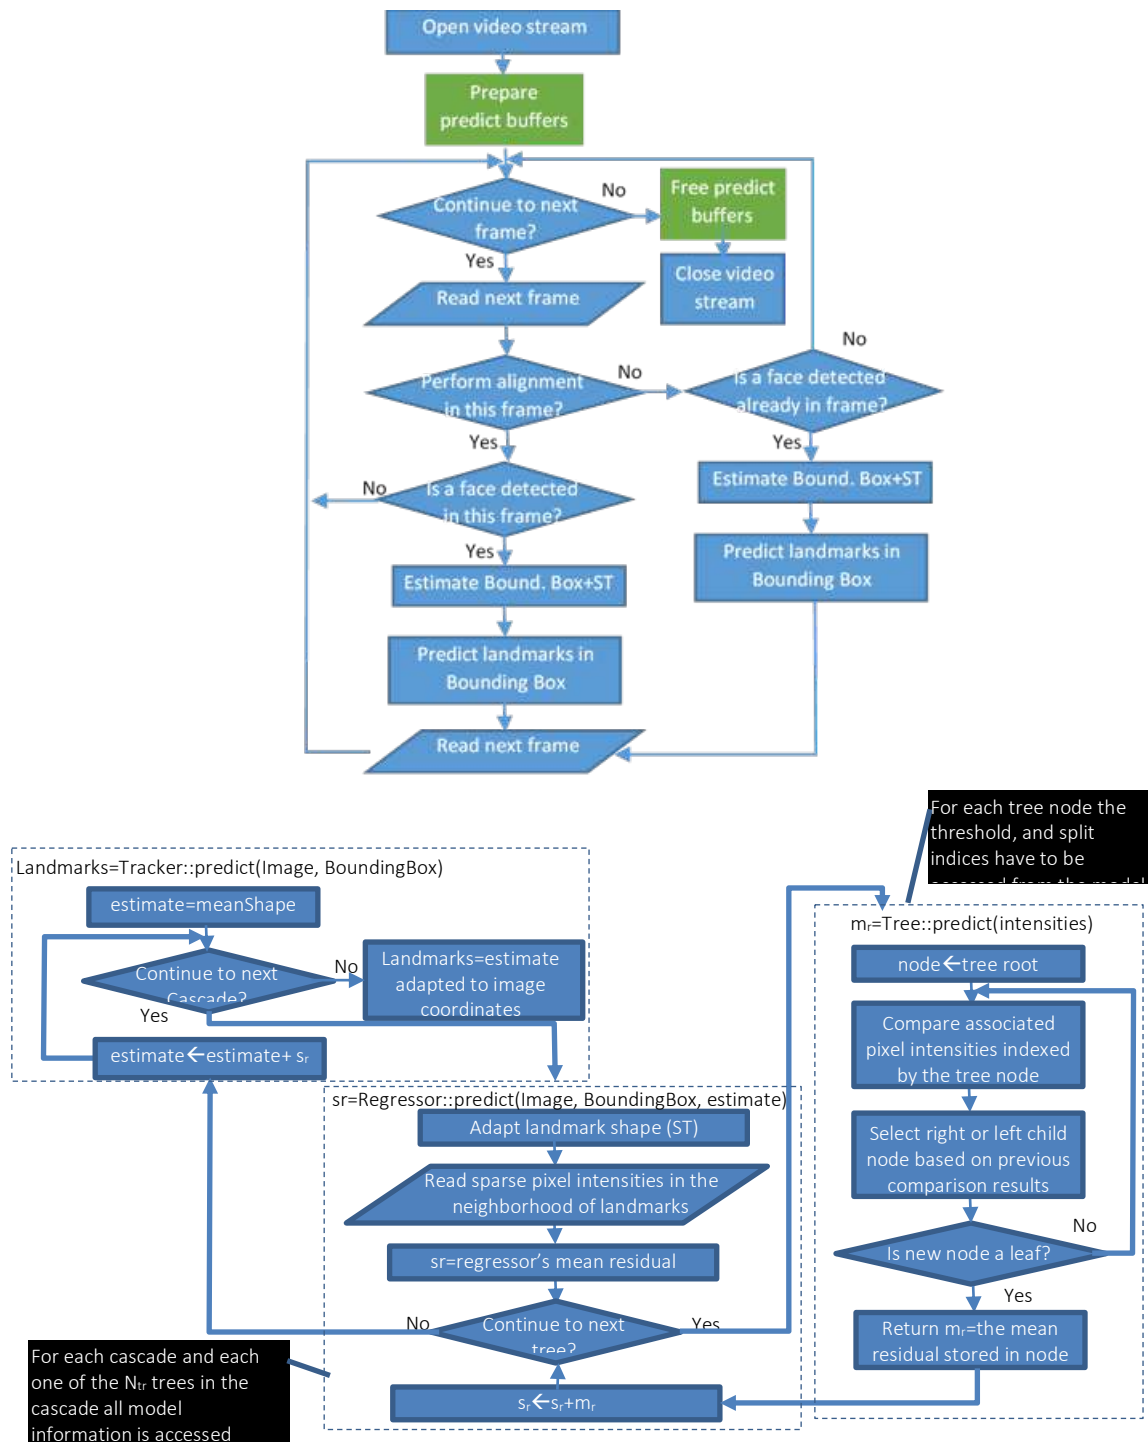 Open video stream
Prepare
predict buffers
Continue to next
frame?
No
Free predict
buffers
Yes
Close video
stream
Read next frame
Perform alignment
in this frame?
No
No
Is a face detected
already in frame?
Yes
Yes
Is a face detected
in this frame?
No
Estimate Bound. Box+ST
Yes
Predict landmarks in
Bounding Box
Estimate Bound. Box+ST
Predict landmarks in
Bounding Box
Read next frame
For each tree node the
threshold, and split
indices have to be
accessed from the model
Landmarks=Tracker::predict(Image, BoundingBox)
estimate=meanShape
Continue to next
Cascade?
No
Yes
Landmarks=estimate
adapted to image
coordinates
estimate←estimate+ sᵣ
sr=Regressor::predict(Image, BoundingBox, estimate)
Adapt landmark shape (ST)
Read sparse pixel intensities in the
neighborhood of landmarks
sr=regressor's mean residual
Continue to next
tree?
No
Yes
sᵣ←sᵣ+mᵣ
mᵣ=Tree::predict(intensities)
node←tree root
Compare associated
pixel intensities indexed
by the tree node
Select right or left child
node based on previous
comparison results
Is new node a leaf?
No
Yes
Return mᵣ=the mean
residual stored in node
For each cascade and each
one of the Nₜᵣ trees in the
cascade all model
information is accessed